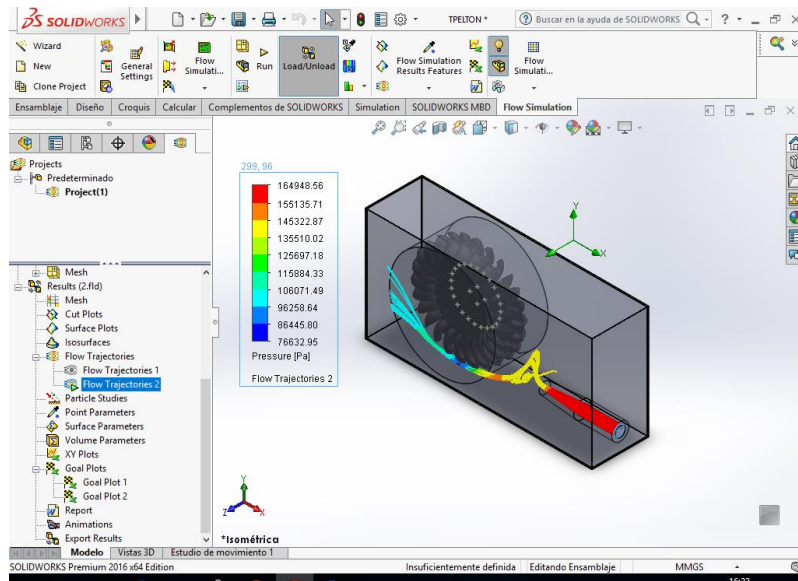 SOLIDWORKS
TPELTON *
Buscar en la ayuda de SOLIDWORKS
?
Wizard
New
Clone Project
General Settings
Flow Simulati...
Run
Load/Unload
Flow Simulation Results Features
Flow Simulati...
Ensamblaje
Diseño
Croquis
Calcular
Complementos de SOLIDWORKS
Simulation
SOLIDWORKS MBD
Flow Simulation
Projects
Predeterminado
Project(1)
Mesh
Results (2.fld)
Mesh
Cut Plots
Surface Plots
Isosurfaces
Flow Trajectories
Flow Trajectories 1
Flow Trajectories 2
Particle Studies
Point Parameters
Surface Parameters
Volume Parameters
XY Plots
Goal Plots
Goal Plot 1
Goal Plot 2
Report
Animations
Export Results
299, 96
164948.56
155135.71
145322.87
135510.02
125697.18
115884.33
106071.49
96258.64
86445.80
76632.95
Pressure [Pa]
Flow Trajectories 2
Y
X
Y
Z
X
*Isométrica
Modelo
Vistas 3D
Estudio de movimiento 1
SOLIDWORKS Premium 2016 x64 Edition
Insuficientemente definida
Editando Ensamblaje
MMGS